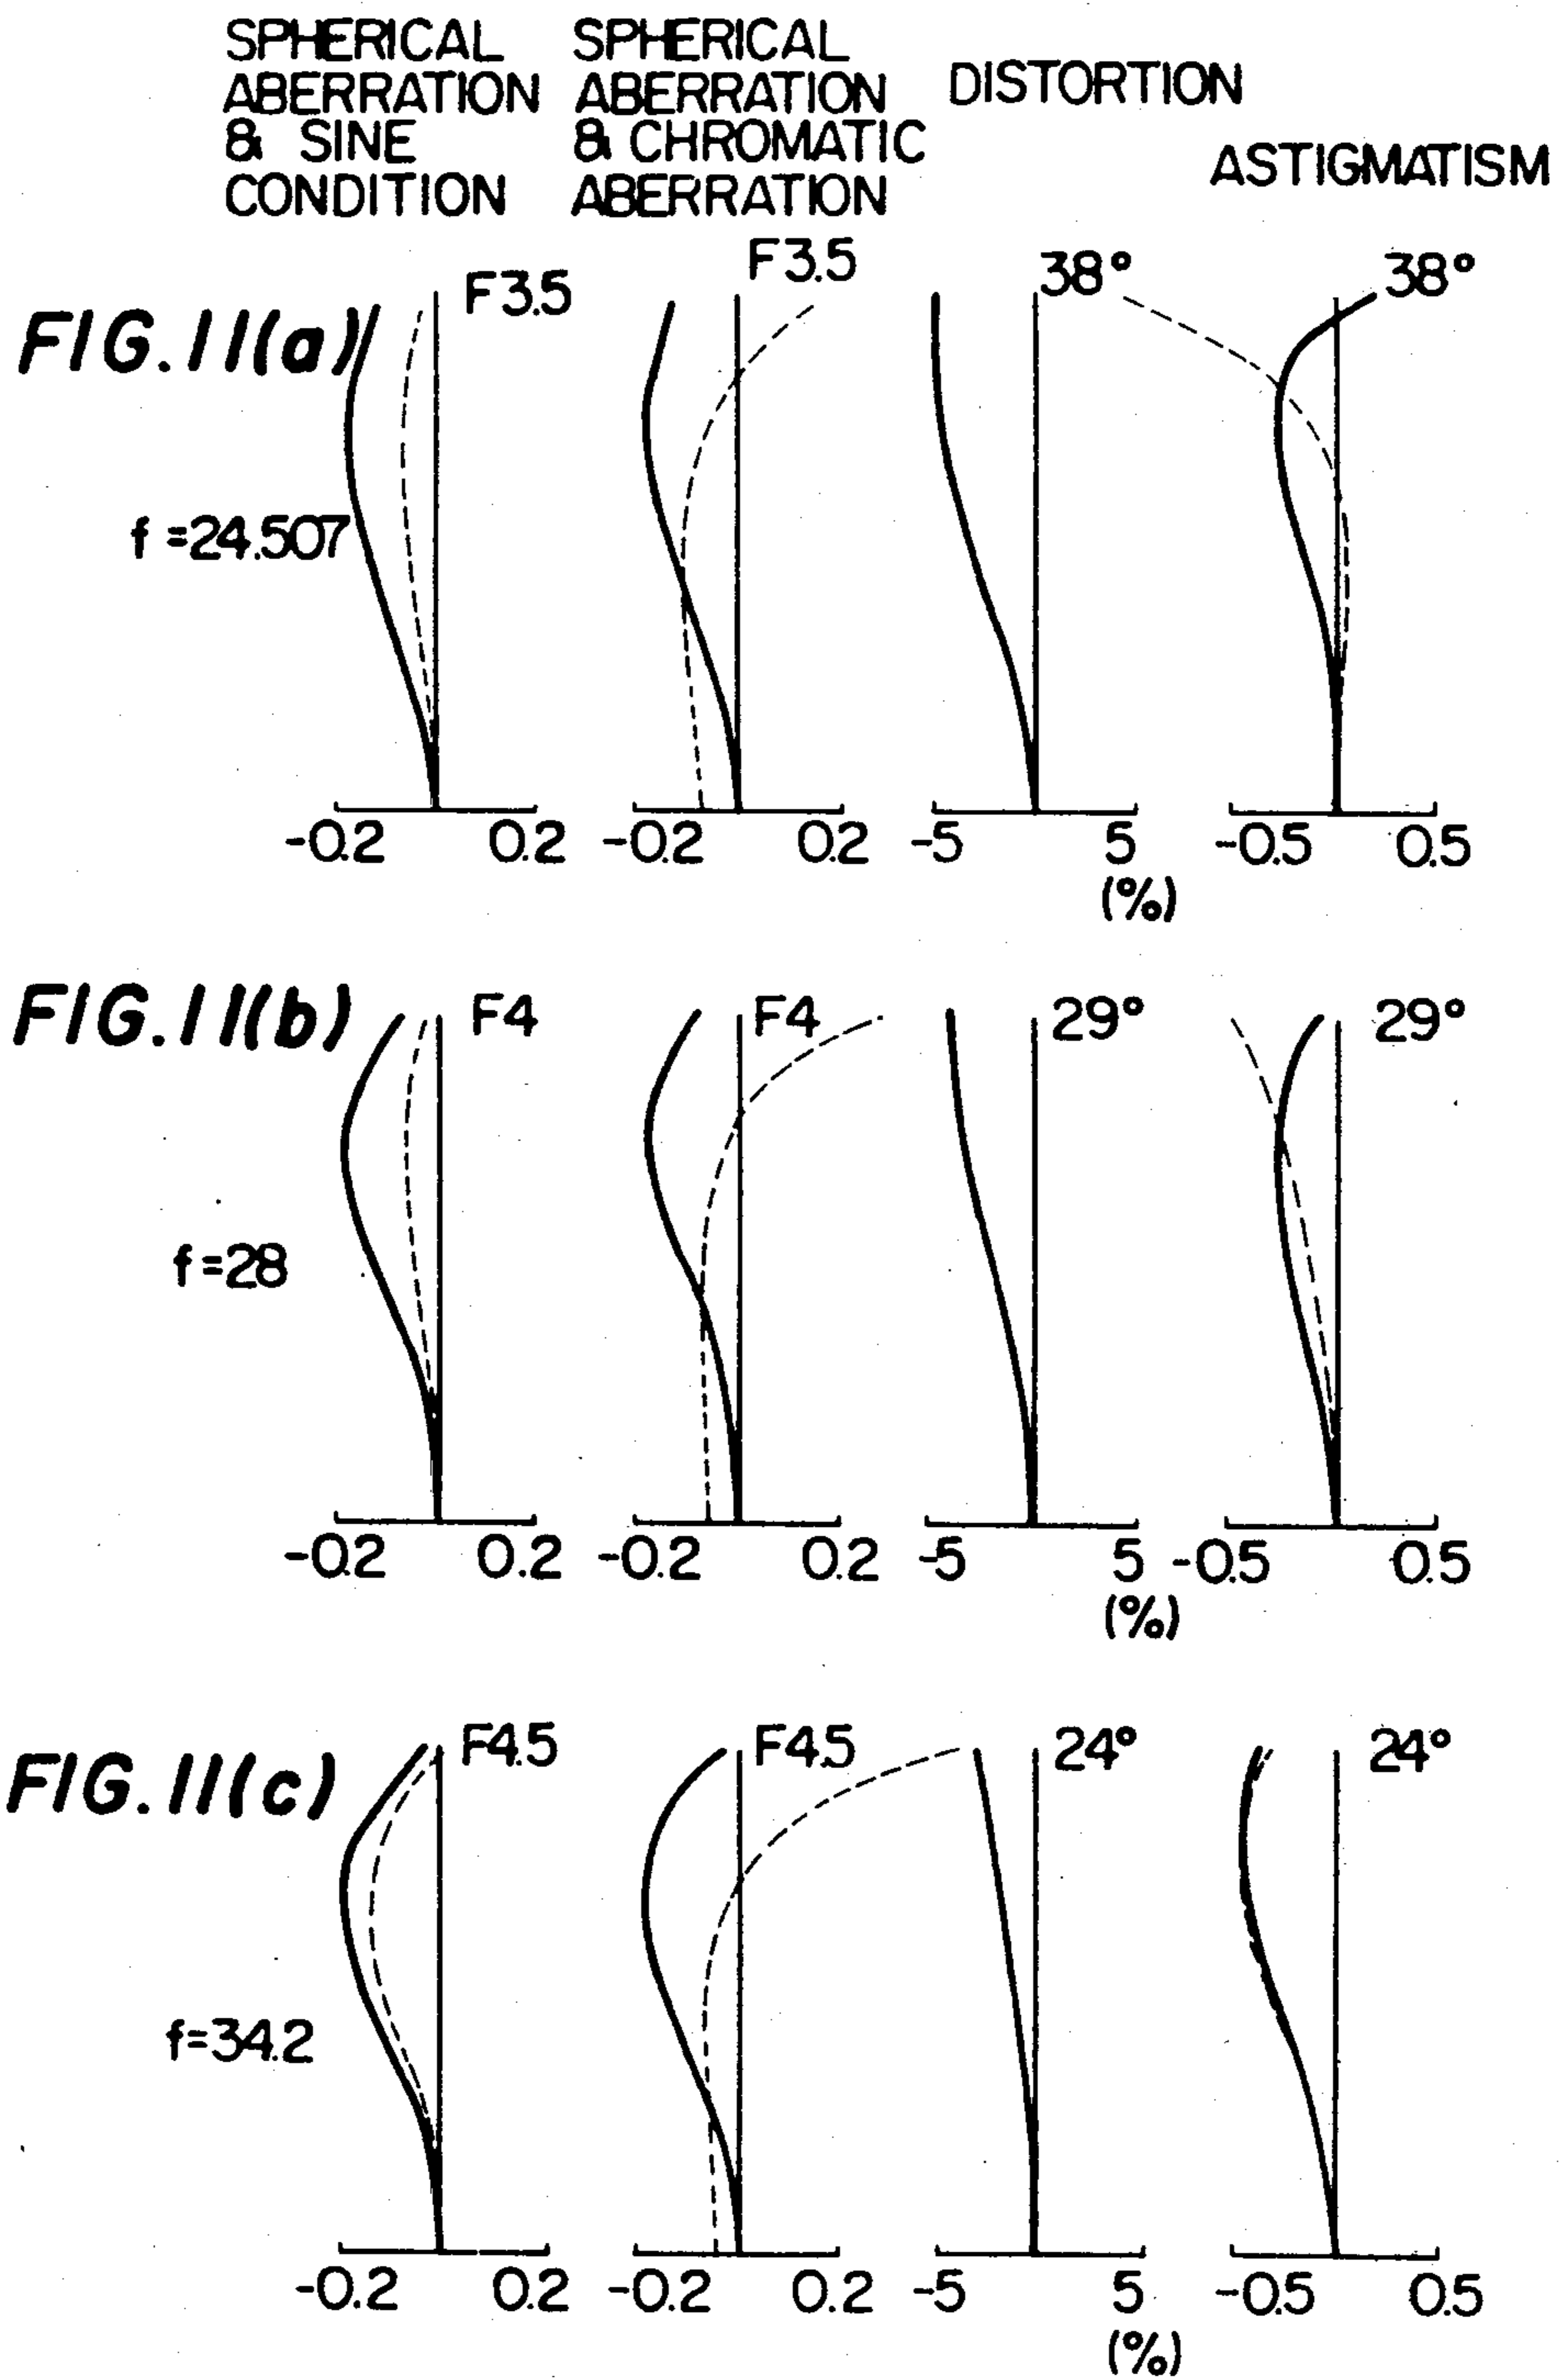 SPHERICAL
ABERRATION
& SINE
CONDITION
SPHERICAL
ABERRATION
& CHROMATIC
ABERRATION
DISTORTION
ASTIGMATISM
FIG.11(a)
F3.5
F3.5
38°
38°
f=24.507
-0.2 0.2 -0.2 0.2 -5 5 -0.5 0.5
(%)
FIG.11(b)
F4
F4
29°
29°
f=28
-0.2 0.2 -0.2 0.2 -5 5 -0.5 0.5
(%)
FIG.11(c)
F4.5
F4.5
24°
24°
f=34.2
-0.2 0.2 -0.2 0.2 -5 5 -0.5 0.5
(%)